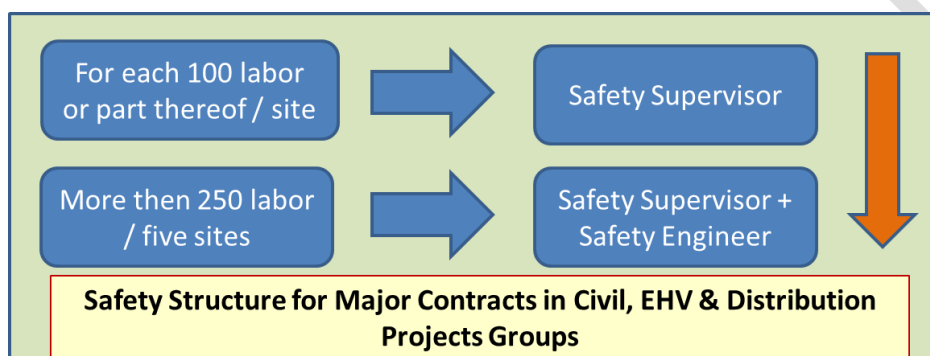 For each 100 labor
or part thereof / site
Safety Supervisor
More then 250 labor
/ five sites
Safety Supervisor +
Safety Engineer
Safety Structure for Major Contracts in Civil, EHV & Distribution
Projects Groups